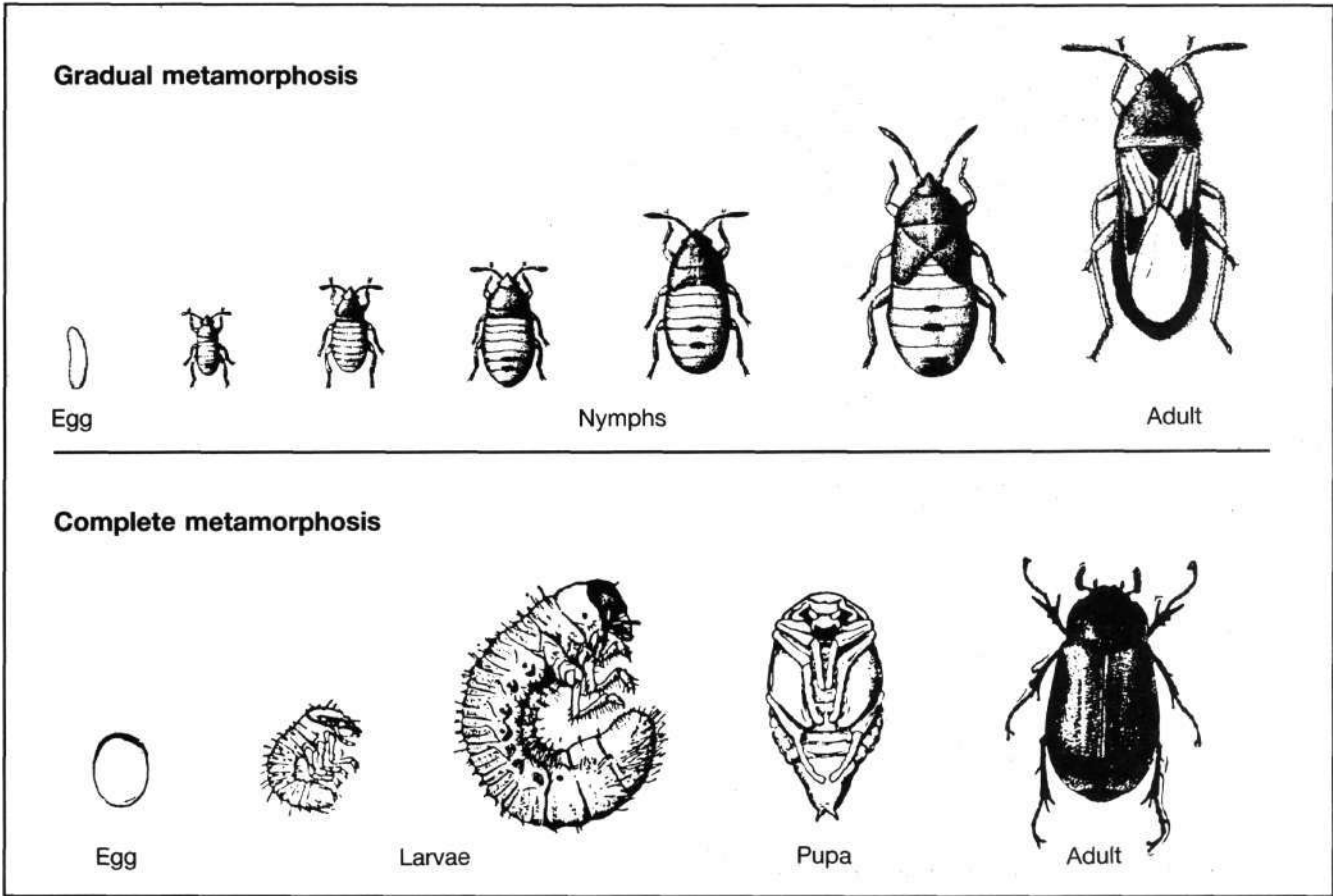 Gradual metamorphosis
Egg
Nymphs
Adult
Complete metamorphosis
Egg
Larvae
Pupa
Adult